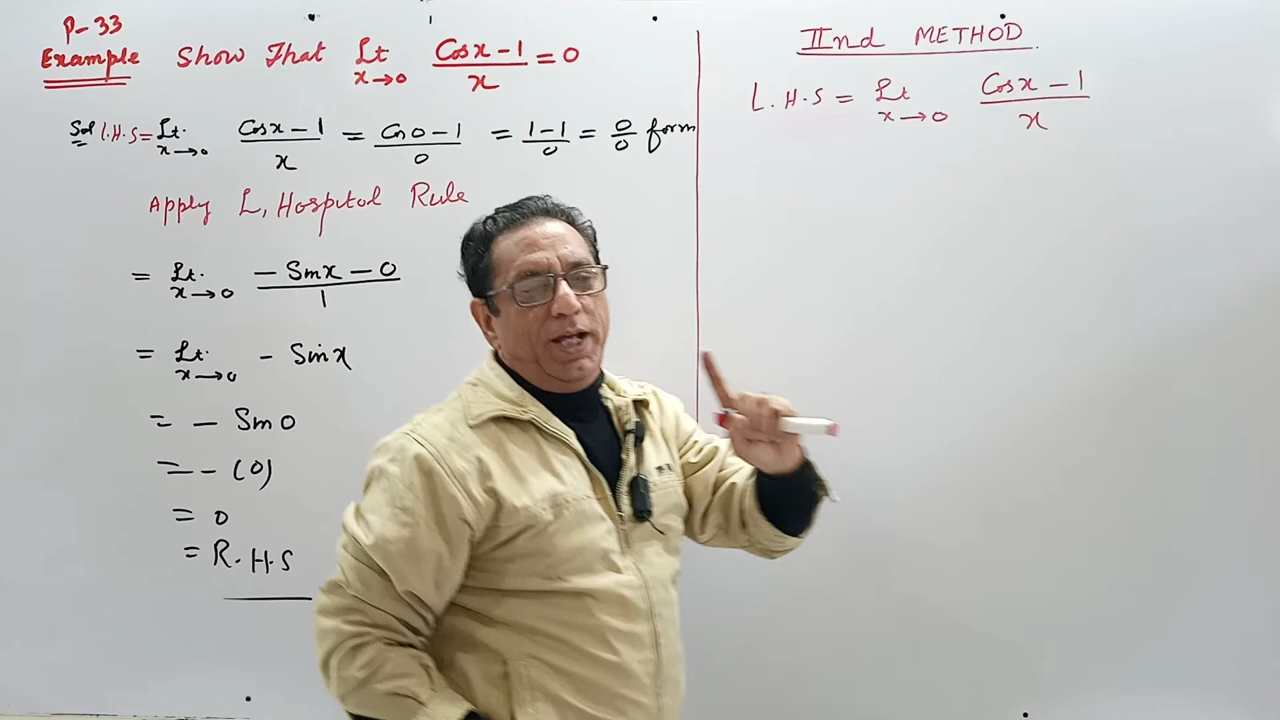 P-33
Example Show That Lt x→0 Cosx-1/x = 0
Sol L.H.S = Lt. x→0 Cosx-1/x = Cos0-1/0 = 1-1/0 = 0/0 form
Apply L, Hospital Rule
= Lt. x→0 -Sinx-0/1
= Lt. x→0 - Sinx
= - Sin0
= - (0)
= 0
= R.H.S
IInd METHOD.
L.H.S = Lt x→0 Cosx-1/x